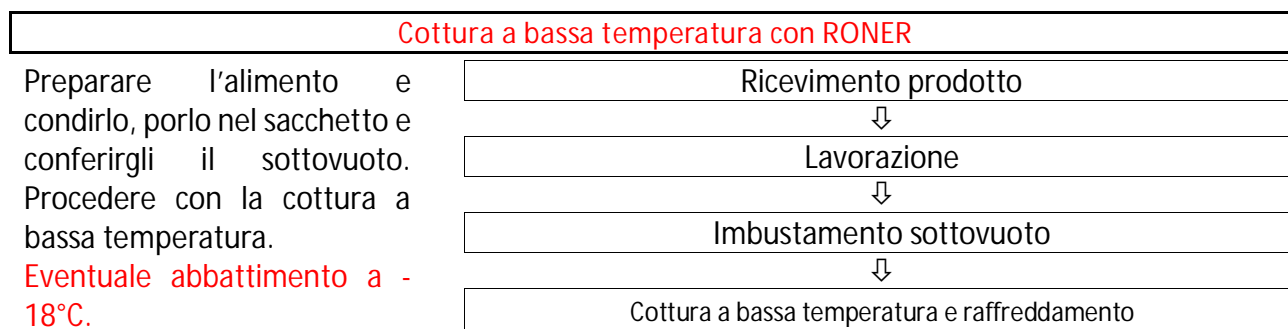 Cottura a bassa temperatura con RONER
Preparare l'alimento e
condirlo, porlo nel sacchetto e
conferirgli il sottovuoto.
Procedere con la cottura a
bassa temperatura.
Eventuale abbattimento a -
18°C.
Ricevimento prodotto
⇩
Lavorazione
⇩
Imbustamento sottovuoto
⇩
Cottura a bassa temperatura e raffreddamento